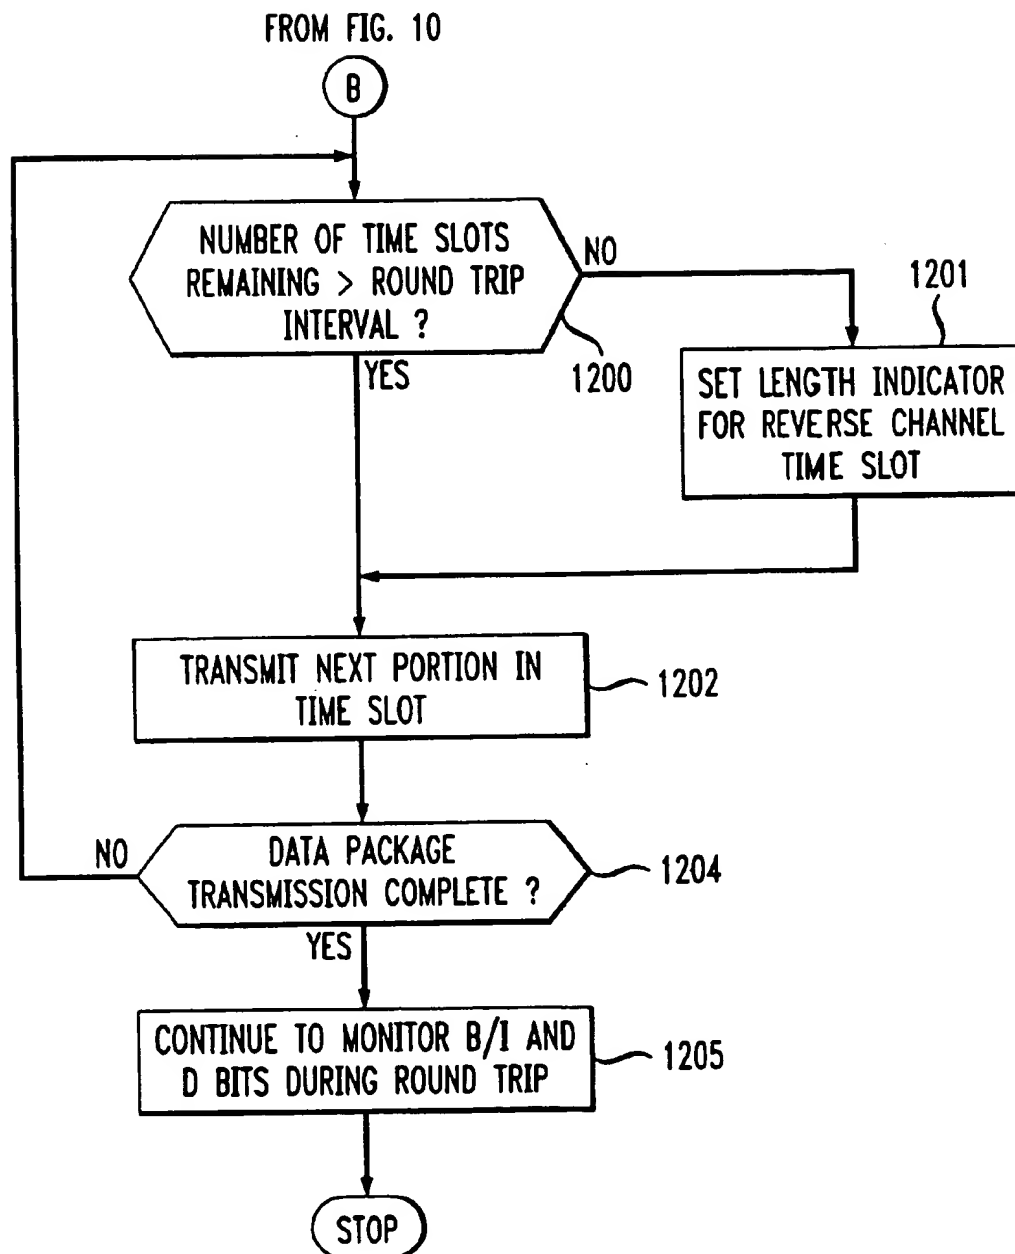 FROM FIG. 10
B
NUMBER OF TIME SLOTS
REMAINING > ROUND TRIP
INTERVAL ?
NO
1200
YES
1201
SET LENGTH INDICATOR
FOR REVERSE CHANNEL
TIME SLOT
TRANSMIT NEXT PORTION IN
TIME SLOT
1202
NO
DATA PACKAGE
TRANSMISSION COMPLETE ?
1204
YES
CONTINUE TO MONITOR B/I AND
D BITS DURING ROUND TRIP
1205
STOP